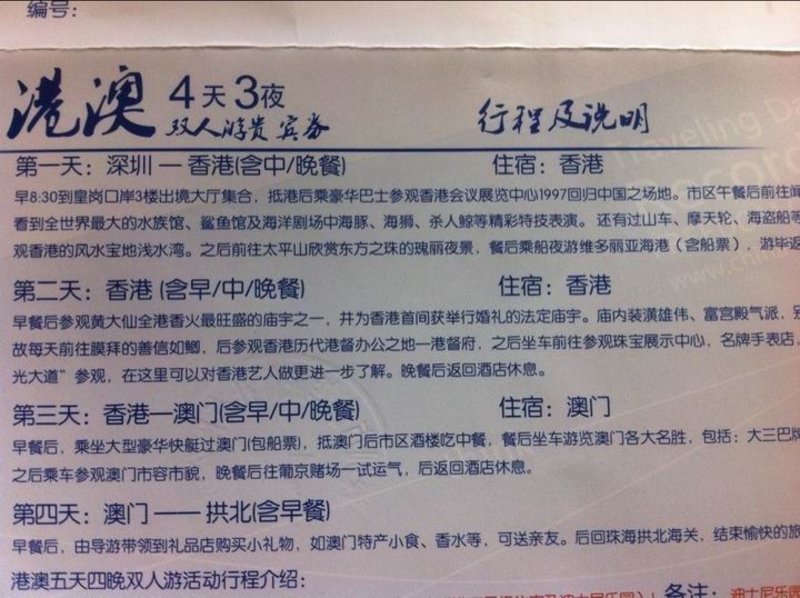 编号:
港澳 4天3夜
双人游贵宾券 行程及说明
第一天: 深圳 — 香港(含中/晚餐) 住宿: 香港
早8:30到皇岗口岸3楼出境大厅集合，抵港后乘豪华巴士参观香港会议展览中心1997回归中国之场地。市区午餐后前往闻
看到全世界最大的水族馆、鲨鱼馆及海洋剧场中海豚、海狮、杀人鲸等精彩特技表演。还有过山车、摩天轮、海盗船等
观香港的风水宝地浅水湾。之后前往太平山欣赏东方之珠的瑰丽夜景，餐后乘船夜游维多丽亚海港（含船票），游毕返
第二天: 香港 (含早/中/晚餐) 住宿: 香港
早餐后参观黄大仙全港香火最旺盛的庙宇之一，并为香港首间获举行婚礼的法定庙宇。庙内装潢雄伟、富宫殿气派，
故每天前往膜拜的善信如鲫，后参观香港历代港督办公之地一港督府，之后坐车前往参观珠宝展示中心，名牌手表店，
光大道”参观，在这里可以对香港艺人做更进一步了解。晚餐后返回酒店休息。
第三天: 香港—澳门(含早/中/晚餐) 住宿: 澳门
早餐后，乘坐大型豪华快艇过澳门(包船票)，抵澳门后市区酒楼吃中餐，餐后坐车游览澳门各大名胜，包括：大三巴牌
之后乘车参观澳门市容市貌，晚餐后往葡京赌场一试运气，后返回酒店休息。
第四天: 澳门 —— 拱北(含早餐)
早餐后，由导游带领到礼品店购买小礼物，如澳门特产小食、香水等，可送亲友。后回珠海拱北海关，结束愉快的旅
港澳五天四晚双人游活动行程介绍:
备注: 迪士尼乐园